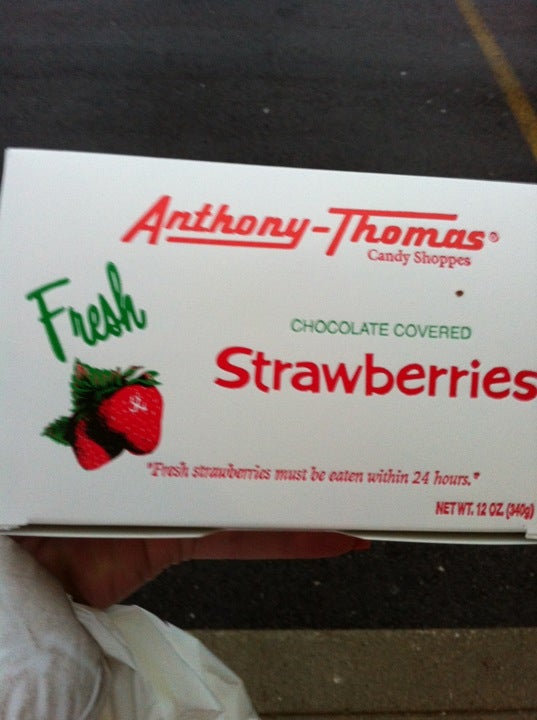 Anthony-Thomas®
Candy Shoppes
Fresh
CHOCOLATE COVERED
Strawberries
"Fresh strawberries must be eaten within 24 hours."
NET WT. 12 OZ. (340g)